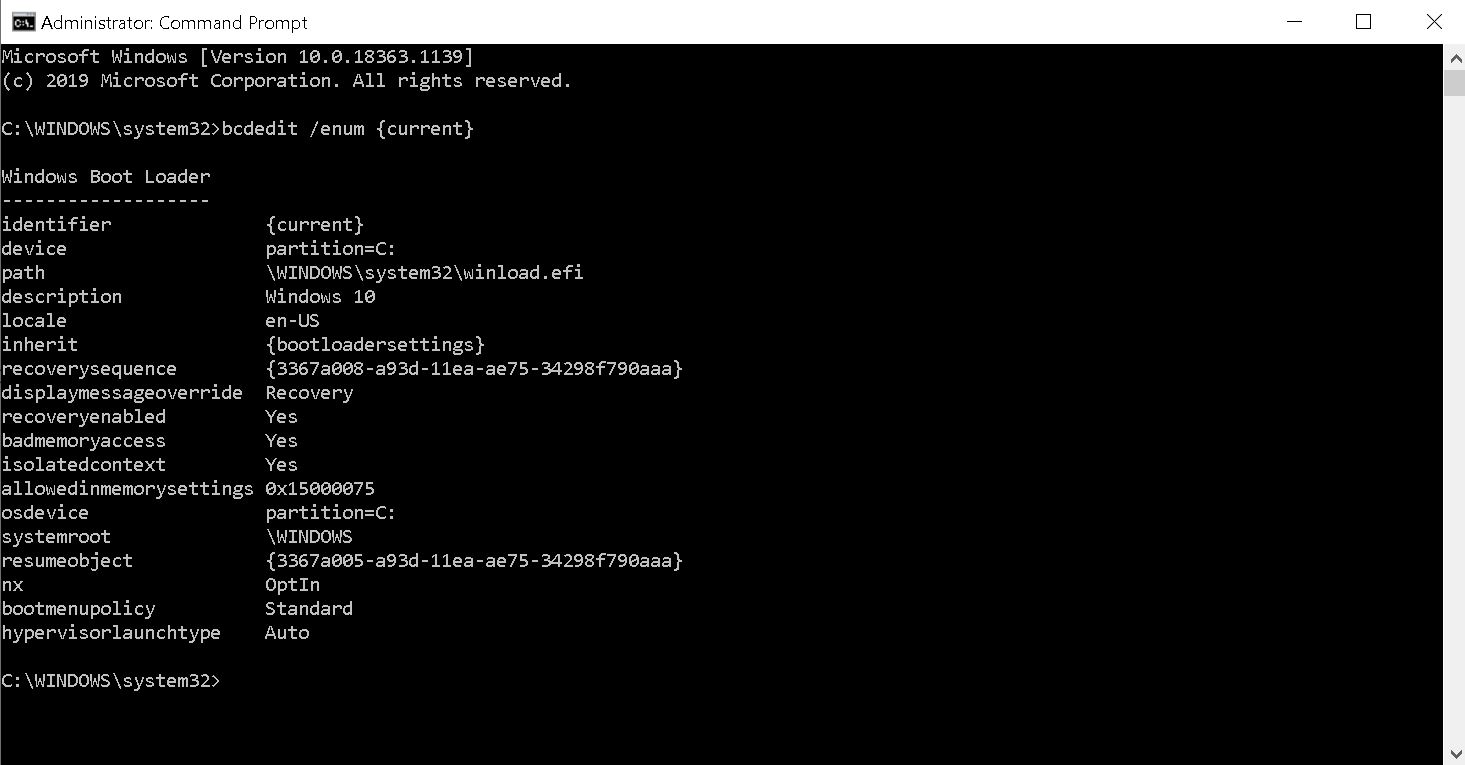 Administrator: Command Prompt
Microsoft Windows [Version 10.0.18363.1139]
(c) 2019 Microsoft Corporation. All rights reserved.
C:\WINDOWS\system32>bcdedit /enum {current}
Windows Boot Loader
-------------------
identifier              {current}
device                  partition=C:
path                    \WINDOWS\system32\winload.efi
description             Windows 10
locale                  en-US
inherit                 {bootloadersettings}
recoverysequence        {3367a008-a93d-11ea-ae75-34298f790aaa}
displaymessageoverride  Recovery
recoveryenabled         Yes
badmemoryaccess         Yes
isolatedcontext         Yes
allowedinmemorysettings 0x15000075
osdevice                partition=C:
systemroot              \WINDOWS
resumeobject            {3367a005-a93d-11ea-ae75-34298f790aaa}
nx                      OptIn
bootmenupolicy          Standard
hypervisorlaunchtype    Auto
C:\WINDOWS\system32>